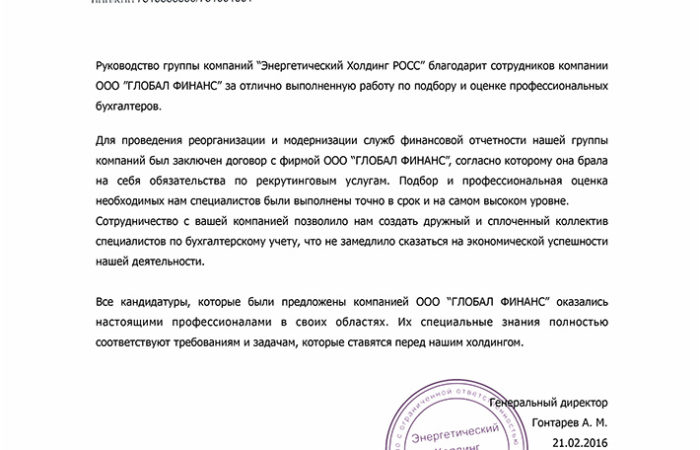 Руководство группы компаний “Энергетический Холдинг РОСС” благодарит сотрудников компании
ООО ”ГЛОБАЛ ФИНАНС” за отлично выполненную работу по подбору и оценке профессиональных
бухгалтеров.
Для проведения реорганизации и модернизации служб финансовой отчетности нашей группы
компаний был заключен договор с фирмой ООО “ГЛОБАЛ ФИНАНС”, согласно которому она брала
на себя обязательства по рекрутинговым услугам. Подбор и профессиональная оценка
необходимых нам специалистов были выполнены точно в срок и на самом высоком уровне.
Сотрудничество с вашей компанией позволило нам создать дружный и сплоченный коллектив
специалистов по бухгалтерскому учету, что не замедлило сказаться на экономической успешности
нашей деятельности.
Все кандидатуры, которые были предложены компанией ООО “ГЛОБАЛ ФИНАНС” оказались
настоящими профессионалами в своих областях. Их специальные знания полностью
соответствуют требованиям и задачам, которые ставятся перед нашим холдингом.
с ограниченной ответственностью
Энергетический
Генеральный директор
Гонтарев А. М.
21.02.2016